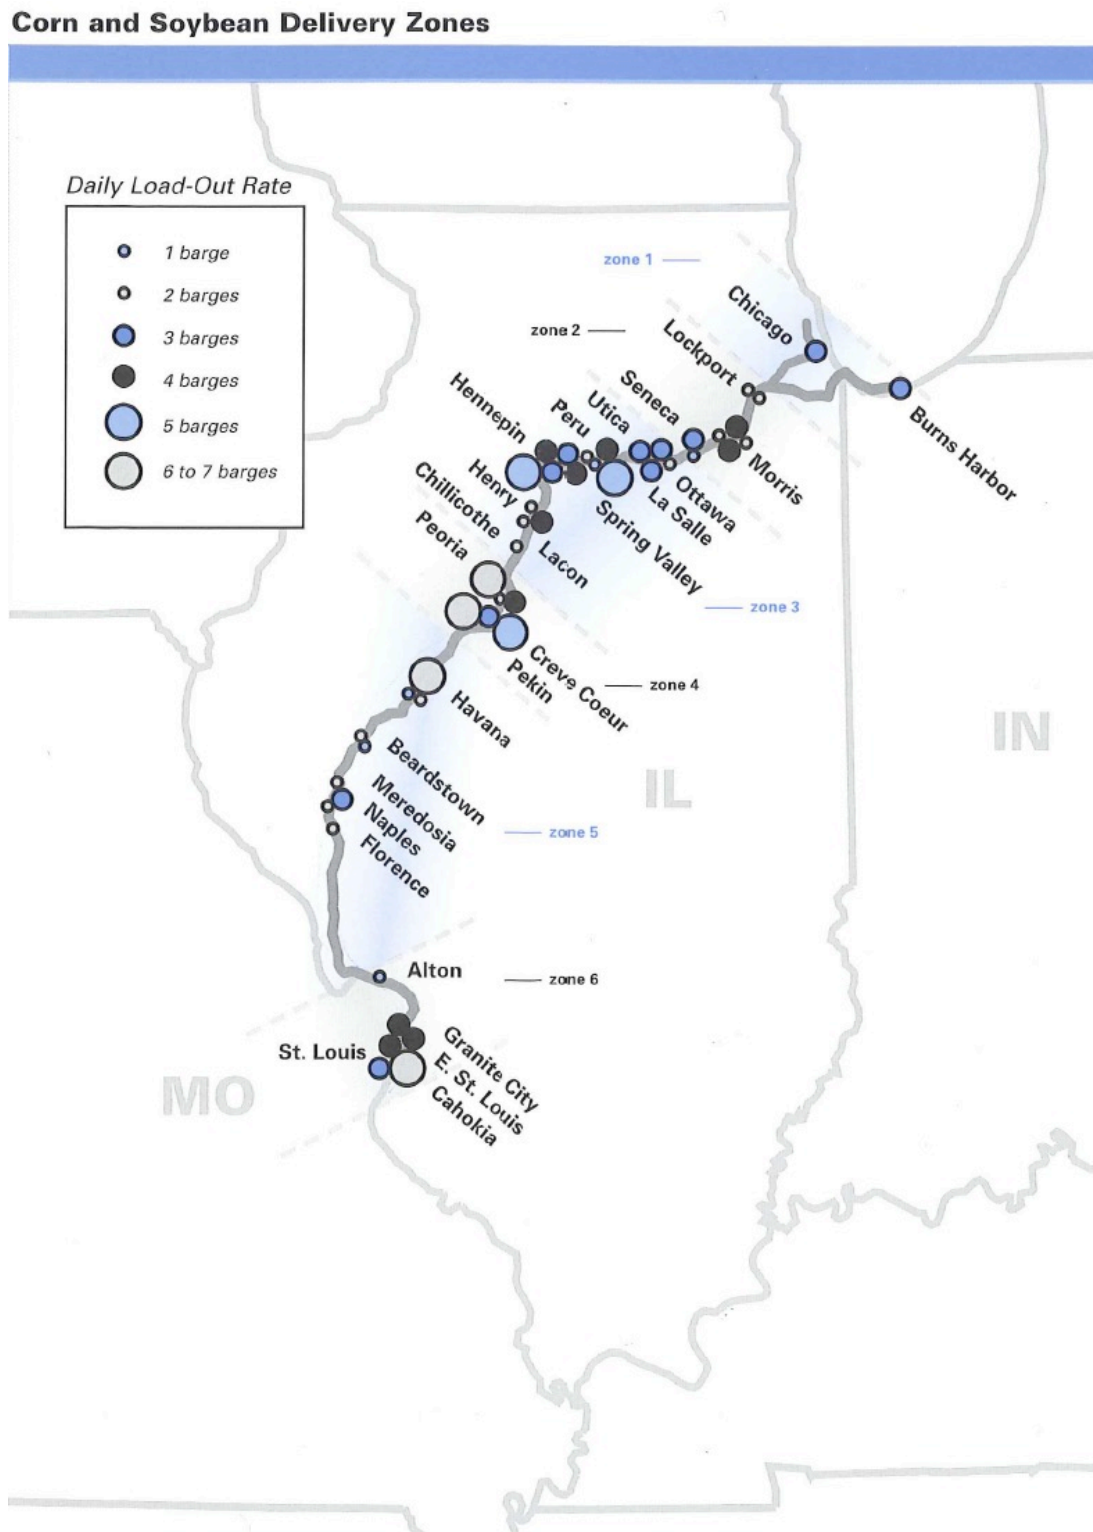 Corn and Soybean Delivery Zones
Daily Load-Out Rate
1 barge
2 barges
3 barges
4 barges
5 barges
6 to 7 barges
zone 1
zone 2
Chicago
Lockport
Burns Harbor
Seneca
Utica
Peru
Hennepin
Morris
Ottawa
La Salle
Spring Valley
Henry
Chillicothe
Peoria
Lacon
zone 3
Creve Coeur
Pekin
zone 4
Havana
IN
IL
Beardstown
Meredosia
Naples
Florence
zone 5
Alton
zone 6
St. Louis
Granite City
E. St. Louis
Cahokia
MO